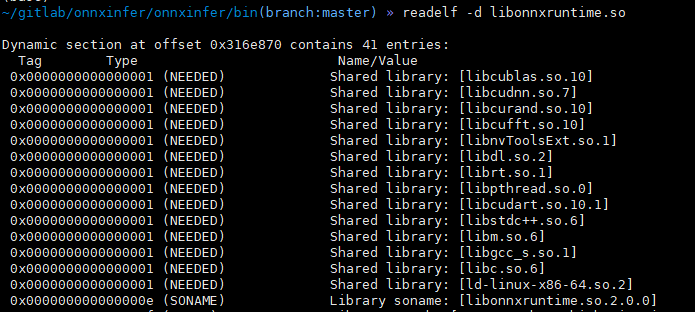 ~/gitlab/onnxinfer/onnxinfer/bin(branch:master) » readelf -d libonnxruntime.so
Dynamic section at offset 0x316e870 contains 41 entries:
Tag Type Name/Value
0x0000000000000001 (NEEDED) Shared library: [libcublas.so.10]
0x0000000000000001 (NEEDED) Shared library: [libcudnn.so.7]
0x0000000000000001 (NEEDED) Shared library: [libcurand.so.10]
0x0000000000000001 (NEEDED) Shared library: [libcufft.so.10]
0x0000000000000001 (NEEDED) Shared library: [libnvToolsExt.so.1]
0x0000000000000001 (NEEDED) Shared library: [libdl.so.2]
0x0000000000000001 (NEEDED) Shared library: [librt.so.1]
0x0000000000000001 (NEEDED) Shared library: [libpthread.so.0]
0x0000000000000001 (NEEDED) Shared library: [libcudart.so.10.1]
0x0000000000000001 (NEEDED) Shared library: [libstdc++.so.6]
0x0000000000000001 (NEEDED) Shared library: [libm.so.6]
0x0000000000000001 (NEEDED) Shared library: [libgcc_s.so.1]
0x0000000000000001 (NEEDED) Shared library: [libc.so.6]
0x0000000000000001 (NEEDED) Shared library: [ld-linux-x86-64.so.2]
0x000000000000000e (SONAME) Library soname: [libonnxruntime.so.2.0.0]